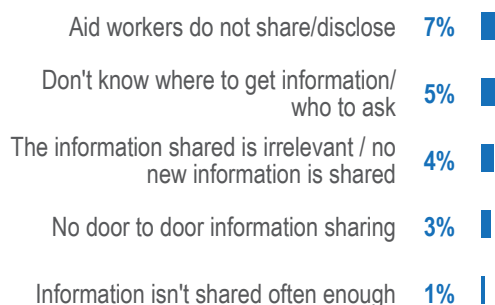 Aid workers do not share/disclose 7%
Don't know where to get information/
who to ask 5%
The information shared is irrelevant / no
new information is shared 4%
No door to door information sharing 3%
Information isn't shared often enough 1%